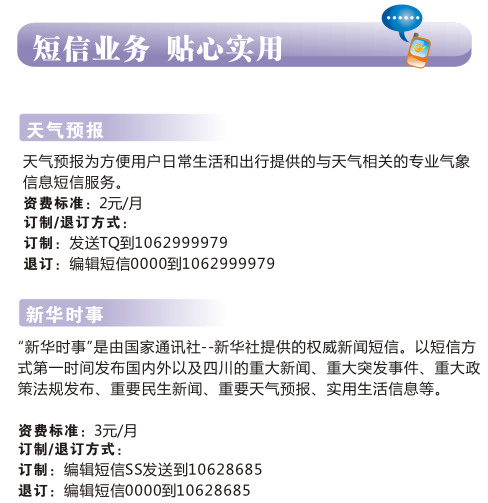 短信业务 贴心实用
天气预报
天气预报为方便用户日常生活和出行提供的与天气相关的专业气象
信息短信服务。
资费标准：2元/月
订制/退订方式：
订制：发送TQ到1062999979
退订：编辑短信0000到1062999979
新华时事
“新华时事”是由国家通讯社--新华社提供的权威新闻短信。以短信方
式第一时间发布国内外以及四川的重大新闻、重大突发事件、重大政
策法规发布、重要民生新闻、重要天气预报、实用生活信息等。
资费标准：3元/月
订制/退订方式：
订制：编辑短信SS发送到10628685
退订：编辑短信0000到10628685